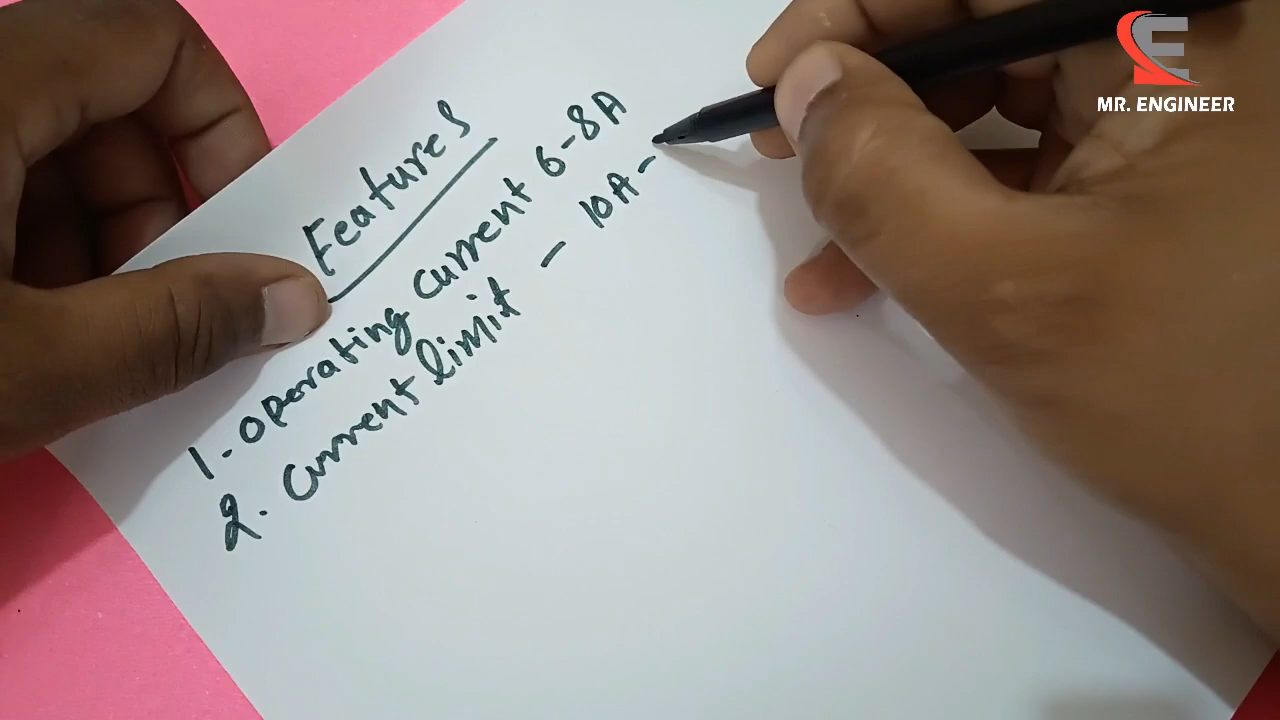 Features
1. Operating current 6-8A
2. Current limit - 10A -
MR. ENGINEER